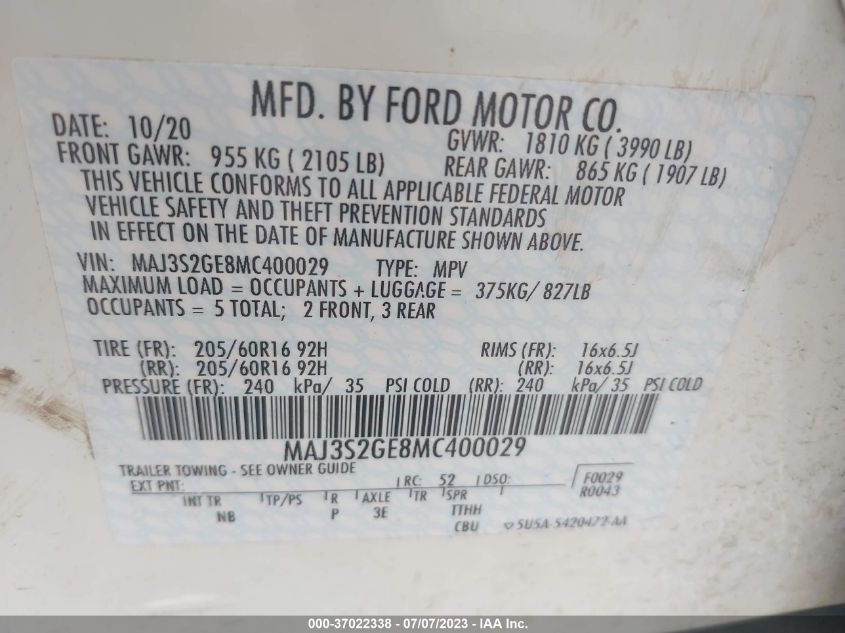 MFD. BY FORD MOTOR CO.
DATE: 10/20 GVWR: 1810 KG ( 3990 LB)
FRONT GAWR: 955 KG ( 2105 LB) REAR GAWR: 865 KG ( 1907 LB)
THIS VEHICLE CONFORMS TO ALL APPLICABLE FEDERAL MOTOR
VEHICLE SAFETY AND THEFT PREVENTION STANDARDS
IN EFFECT ON THE DATE OF MANUFACTURE SHOWN ABOVE.
VIN: MAJ3S2GE8MC400029 TYPE: MPV
MAXIMUM LOAD = OCCUPANTS + LUGGAGE = 375KG/ 827LB
OCCUPANTS = 5 TOTAL; 2 FRONT, 3 REAR
TIRE (FR): 205/60R16 92H RIMS (FR): 16x6.5J
(RR): 205/60R16 92H (RR): 16x6.5J
PRESSURE (FR): 240 kPa/ 35 PSI COLD (RR): 240 kPa/ 35 PSI COLD
MAJ3S2GE8MC400029
TRAILER TOWING - SEE OWNER GUIDE
EXT PNT: RC: 52 DSO: F0029
R0043
INT TR TP/PS R AXLE TR SPR
NB P 3E TTHH
CBU 5U5A-5420472-AA
000-37022338 - 07/07/2023 - IAA Inc.